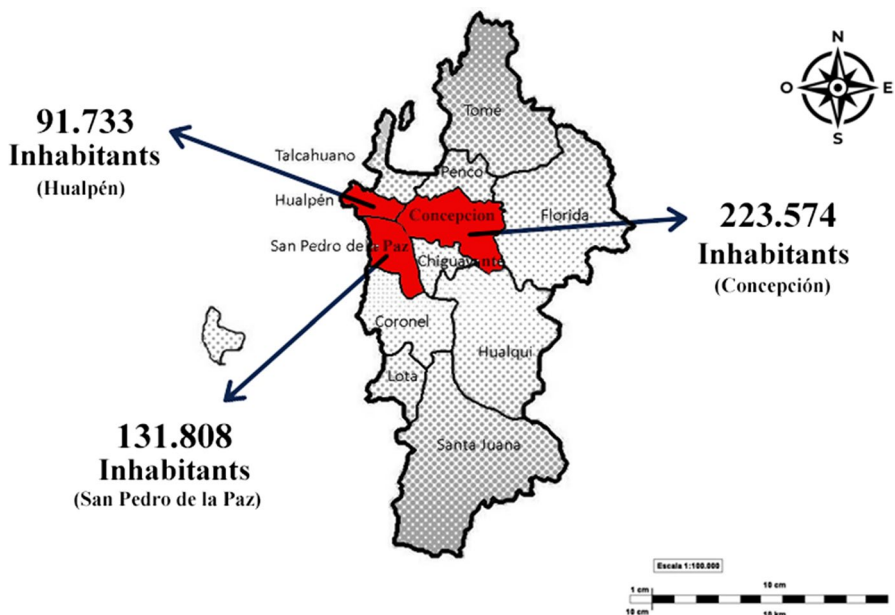 N
O
E
S
91.733
Inhabitants
(Hualpén)
Tomé
Talcahuano
Penco
Hualpén
Concepcion
Florida
223.574
Inhabitants
(Concepción)
San Pedro de la Paz
Chiguayante
Coronel
Hualqui
Lota
131.808
Inhabitants
(San Pedro de la Paz)
Santa Juana
Escala 1:100.000
1 cm
10 cm
10 cm
10 km